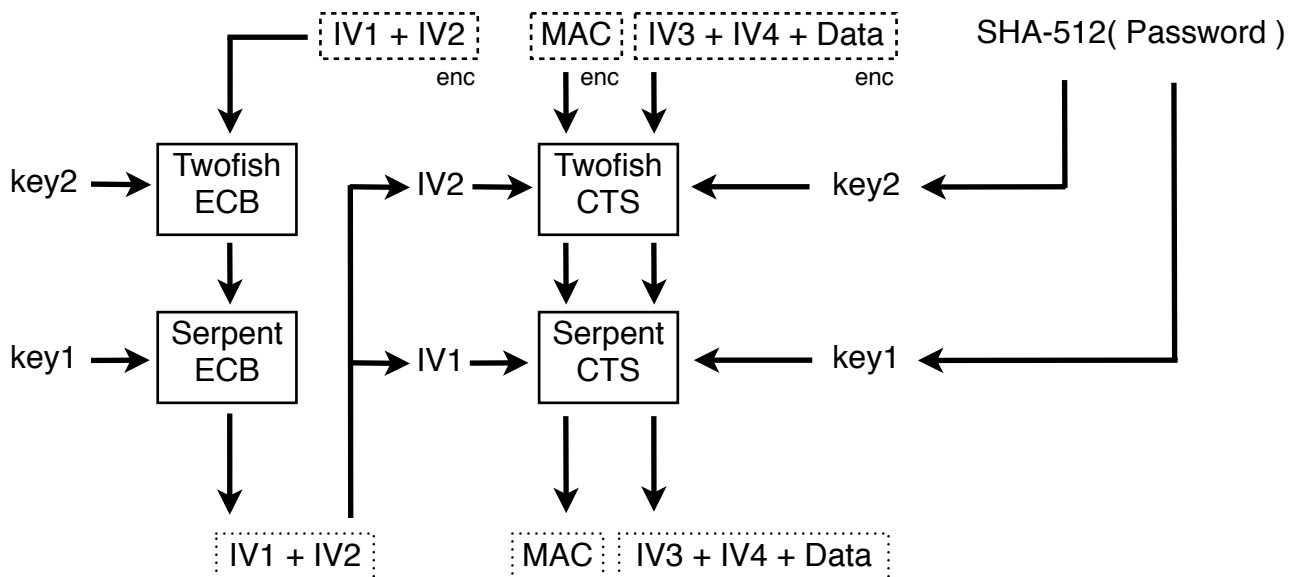 IV1 + IV2
enc
MAC
enc
IV3 + IV4 + Data
enc
SHA-512( Password )
key2
Twofish
ECB
IV2
Twofish
CTS
key2
key1
Serpent
ECB
IV1
Serpent
CTS
key1
IV1 + IV2
MAC
IV3 + IV4 + Data